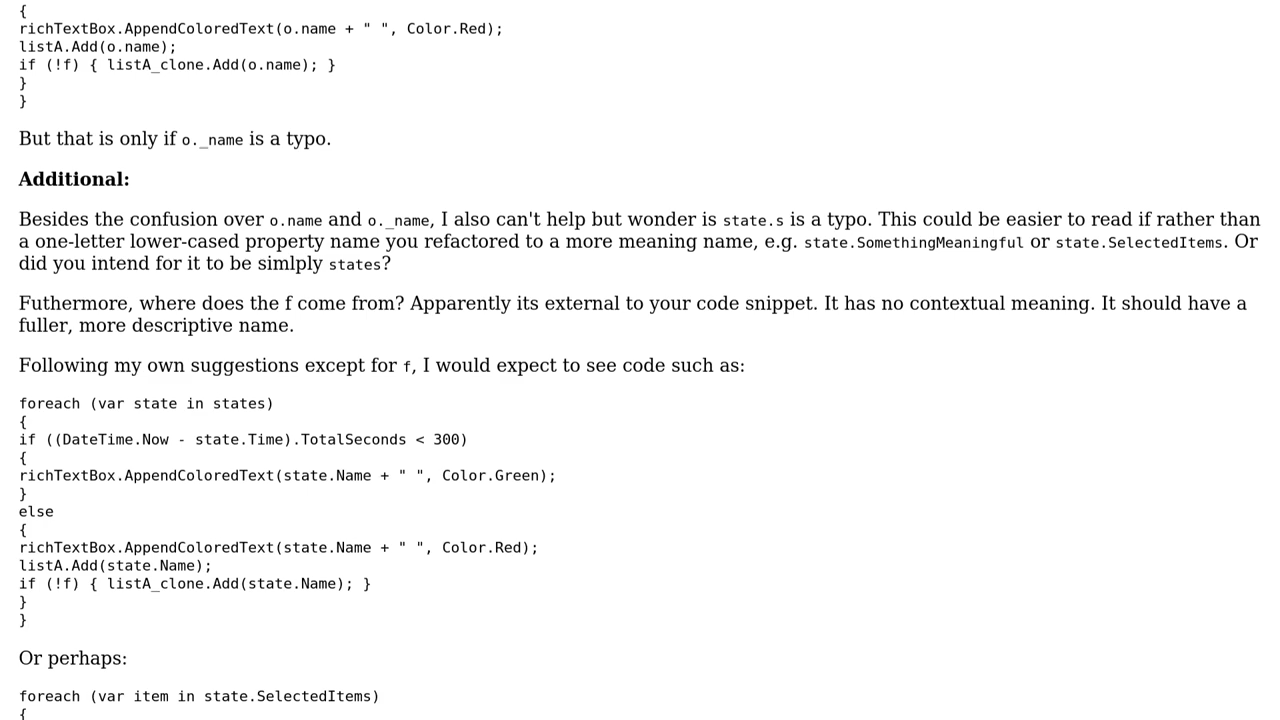 {
richTextBox.AppendColoredText(o.name + " ", Color.Red);
listA.Add(o.name);
if (!f) { listA_clone.Add(o.name); }
}
}
But that is only if o._name is a typo.
Additional:
Besides the confusion over o.name and o._name, I also can't help but wonder is state.s is a typo. This could be easier to read if rather than
a one-letter lower-cased property name you refactored to a more meaning name, e.g. state.SomethingMeaningful or state.SelectedItems. Or
did you intend for it to be simlply states?
Futhermore, where does the f come from? Apparently its external to your code snippet. It has no contextual meaning. It should have a
fuller, more descriptive name.
Following my own suggestions except for f, I would expect to see code such as:
foreach (var state in states)
{
if ((DateTime.Now - state.Time).TotalSeconds < 300)
{
richTextBox.AppendColoredText(state.Name + " ", Color.Green);
}
else
{
richTextBox.AppendColoredText(state.Name + " ", Color.Red);
listA.Add(state.Name);
if (!f) { listA_clone.Add(state.Name); }
}
}
Or perhaps:
foreach (var item in state.SelectedItems)
{